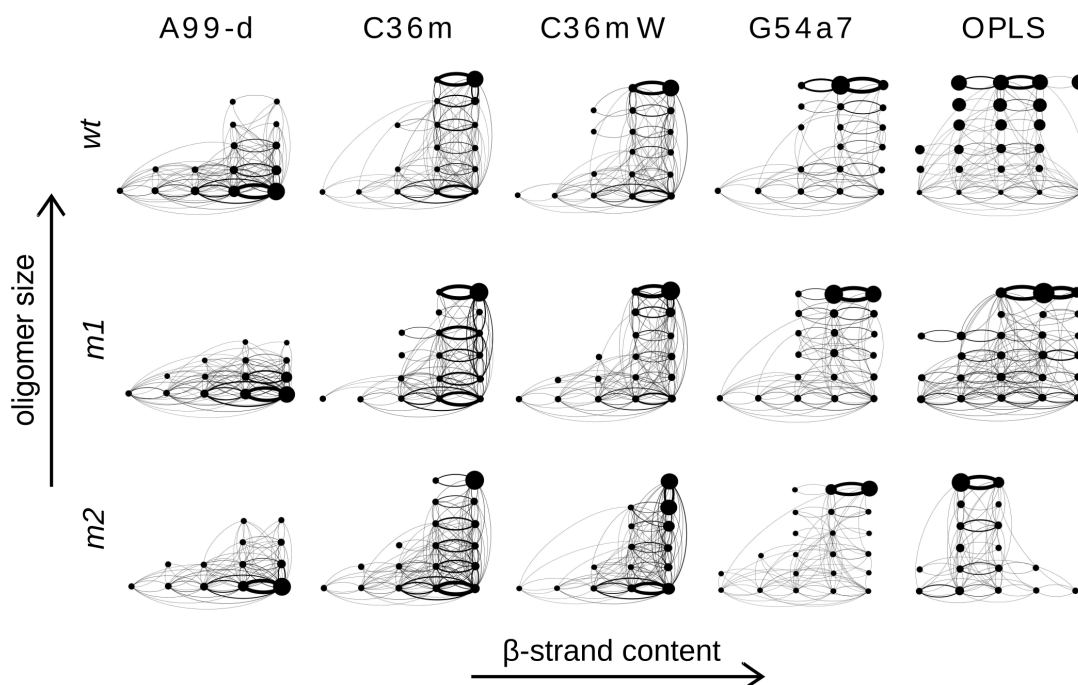 A99-d C36m C36mW G54a7 OPLS
wt
m1
m2
oligomer size
β-strand content